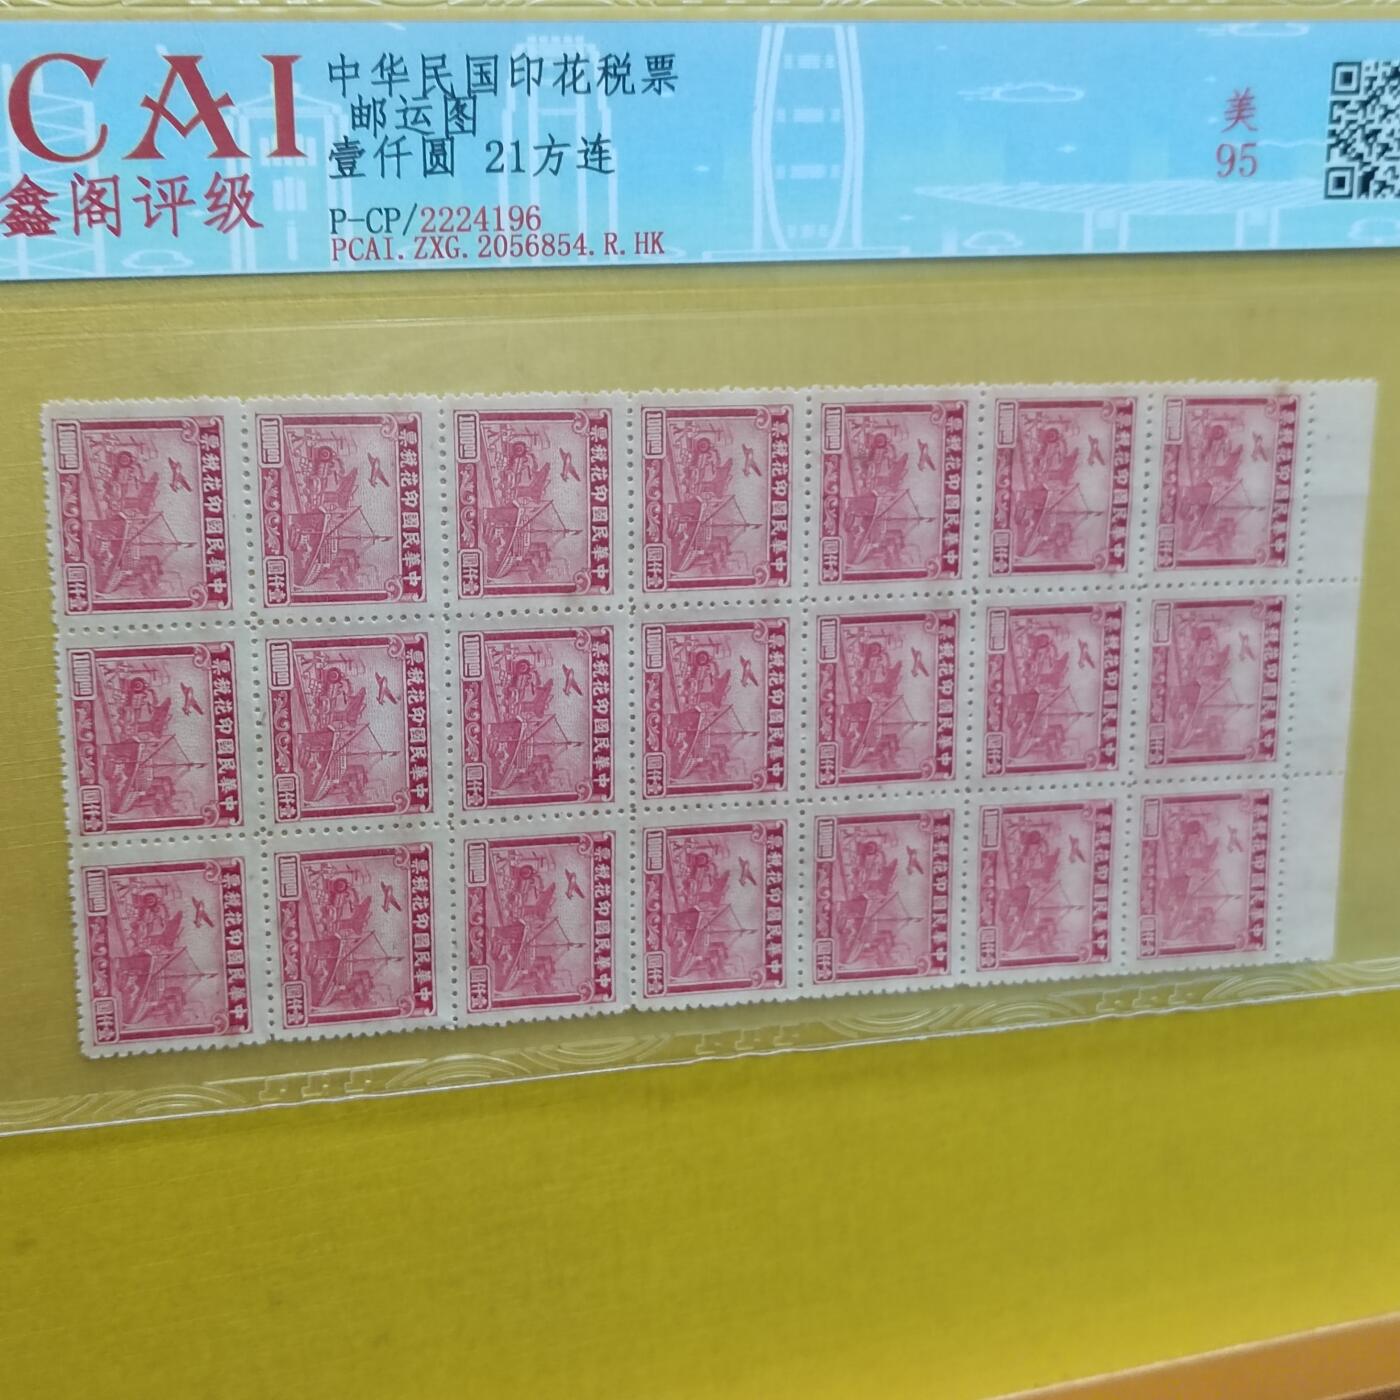 CAI
鑫阁评级
中华民国印花税票
邮运图
壹仟圆 21方连
P-CP/2224196
PCAI.ZXG.2056854.R.HK
美
95
中華民國印花稅票
壹仟圓